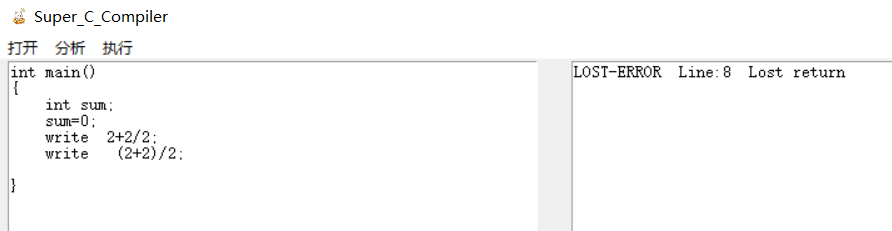 Super_C_Compiler
打开 分析 执行
int main()
{
    int sum;
    sum=0;
    write  2+2/2;
    write   (2+2)/2;
}
LOST-ERROR  Line:8  Lost return